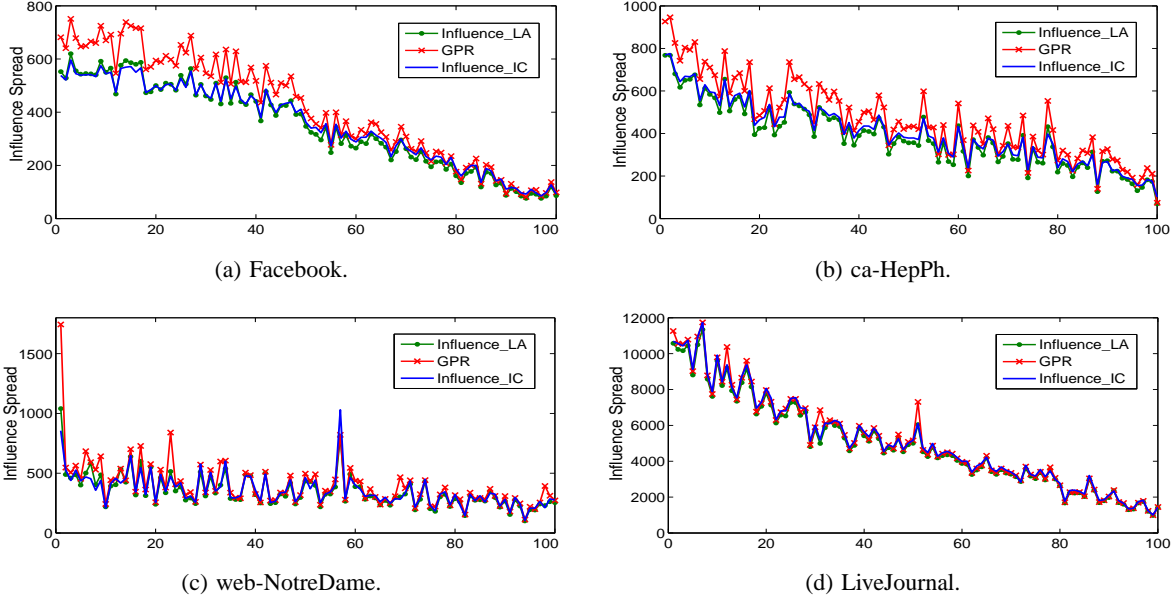 800
600
400
200
0
Influence Spread
0 20 40 60 80 100
Influence_LA
GPR
Influence_IC
(a) Facebook.
1000
800
600
400
200
0
Influence Spread
0 20 40 60 80 100
Influence_LA
GPR
Influence_IC
(b) ca-HepPh.
1500
1000
500
0
Influence Spread
0 20 40 60 80 100
Influence_LA
GPR
Influence_IC
(c) web-NotreDame.
12000
10000
8000
6000
4000
2000
0
Influence Spread
0 20 40 60 80 100
Influence_LA
GPR
Influence_IC
(d) LiveJournal.